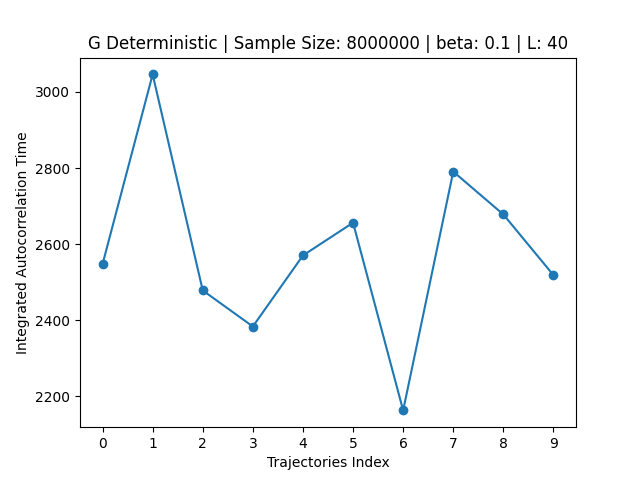 G Deterministic | Sample Size: 8000000 | beta: 0.1 | L: 40
Integrated Autocorrelation Time
3000
2800
2600
2400
2200
0 1 2 3 4 5 6 7 8 9
Trajectories Index